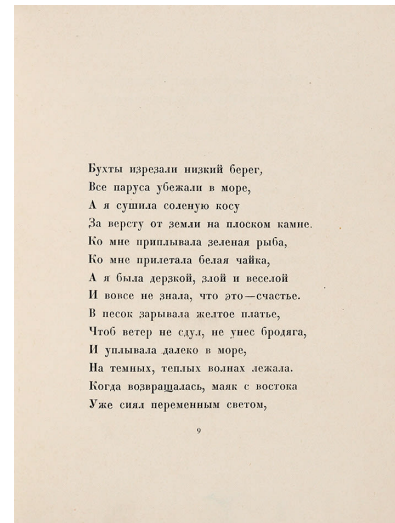 Бухты изрезали низкий берег,
Все паруса убежали в море,
А я сушила соленую косу
За версту от земли на плоском камне.
Ко мне приплывала зеленая рыба,
Ко мне прилетала белая чайка,
А я была дерзкой, злой и веселой
И вовсе не знала, что это—счастье.
В песок зарывала желтое платье,
Чтоб ветер не сдул, не унес бродяга,
И уплывала далеко в море,
На темных, теплых волнах лежала.
Когда возвращалась, маяк с востока
Уже сиял переменным светом,
9